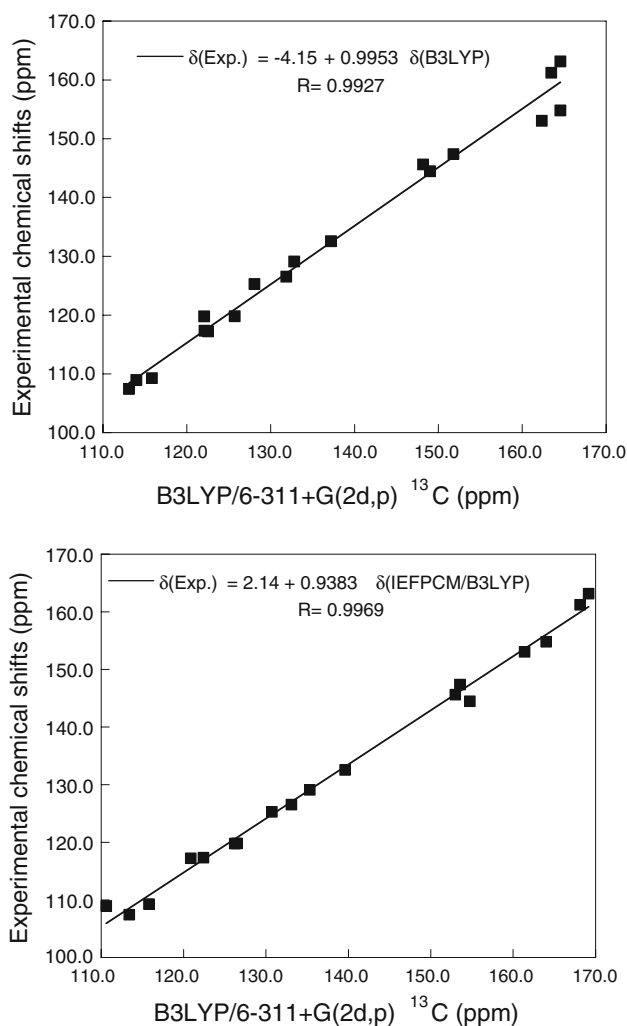 170.0
δ(Exp.) = -4.15 + 0.9953 δ(B3LYP)
R= 0.9927
160.0
150.0
140.0
130.0
120.0
110.0
100.0
Experimental chemical shifts (ppm)
110.0 120.0 130.0 140.0 150.0 160.0 170.0
B3LYP/6-311+G(2d,p) ¹³C (ppm)
170.0
δ(Exp.) = 2.14 + 0.9383 δ(IEFPCM/B3LYP)
R= 0.9969
160.0
150.0
140.0
130.0
120.0
110.0
100.0
Experimental chemical shifts (ppm)
110.0 120.0 130.0 140.0 150.0 160.0 170.0
B3LYP/6-311+G(2d,p) ¹³C (ppm)